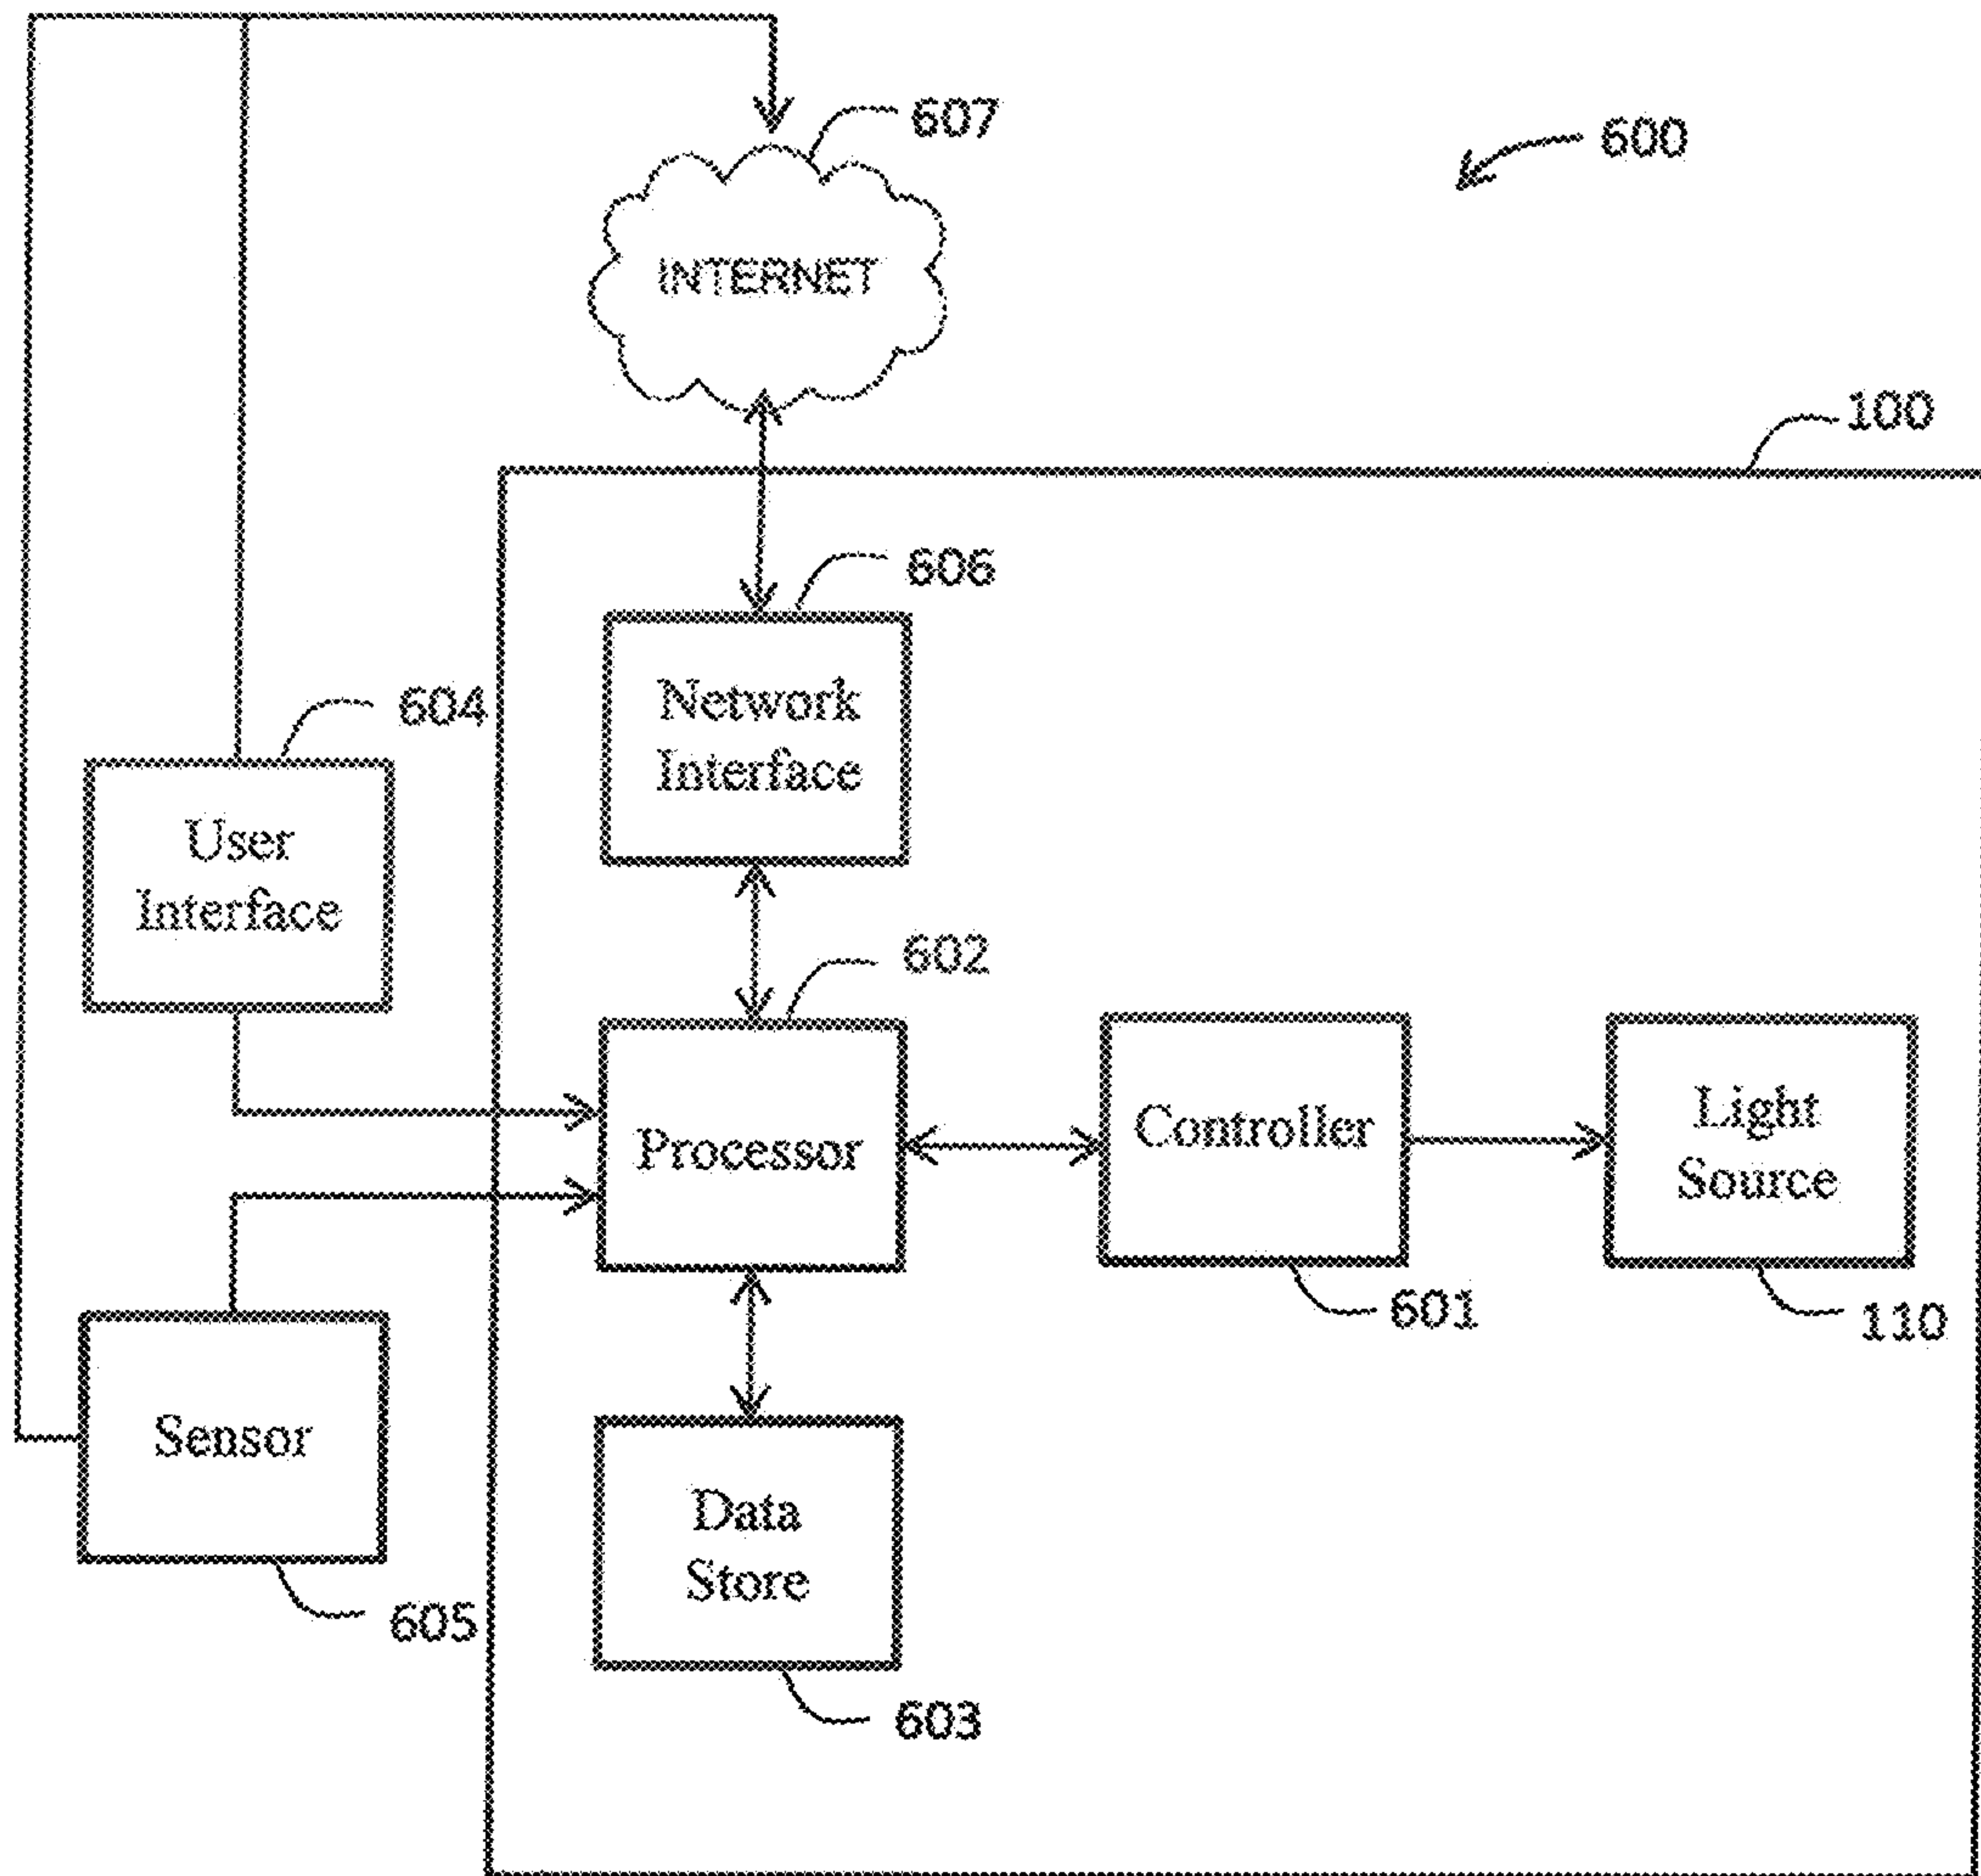 607
600
INTERNET
100
606
Network
Interface
604
User
Interface
602
Processor
Controller
Light
Source
601
110
Sensor
605
Data
Store
603